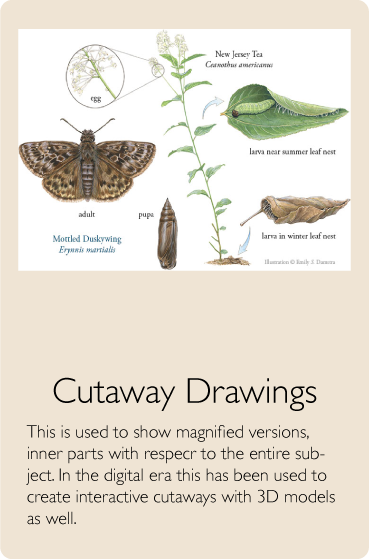 New Jersey Tea
Ceanothus americanus
egg
larva near summer leaf nest
adult
pupa
larva in winter leaf nest
Mottled Duskywing
Erynnis martialis
Illustration © Emily S. Damstra
Cutaway Drawings
This is used to show magnified versions,
inner parts with respecr to the entire sub-
ject. In the digital era this has been used to
create interactive cutaways with 3D models
as well.